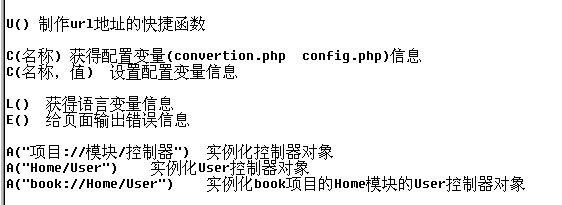 U() 制作url地址的快捷函数
C(名称) 获得配置变量(convertion.php config.php)信息
C(名称, 值) 设置配置变量信息
L() 获得语言变量信息
E() 给页面输出错误信息
A("项目://模块/控制器") 实例化控制器对象
A("Home/User") 实例化User控制器对象
A("book://Home/User") 实例化book项目的Home模块的User控制器对象